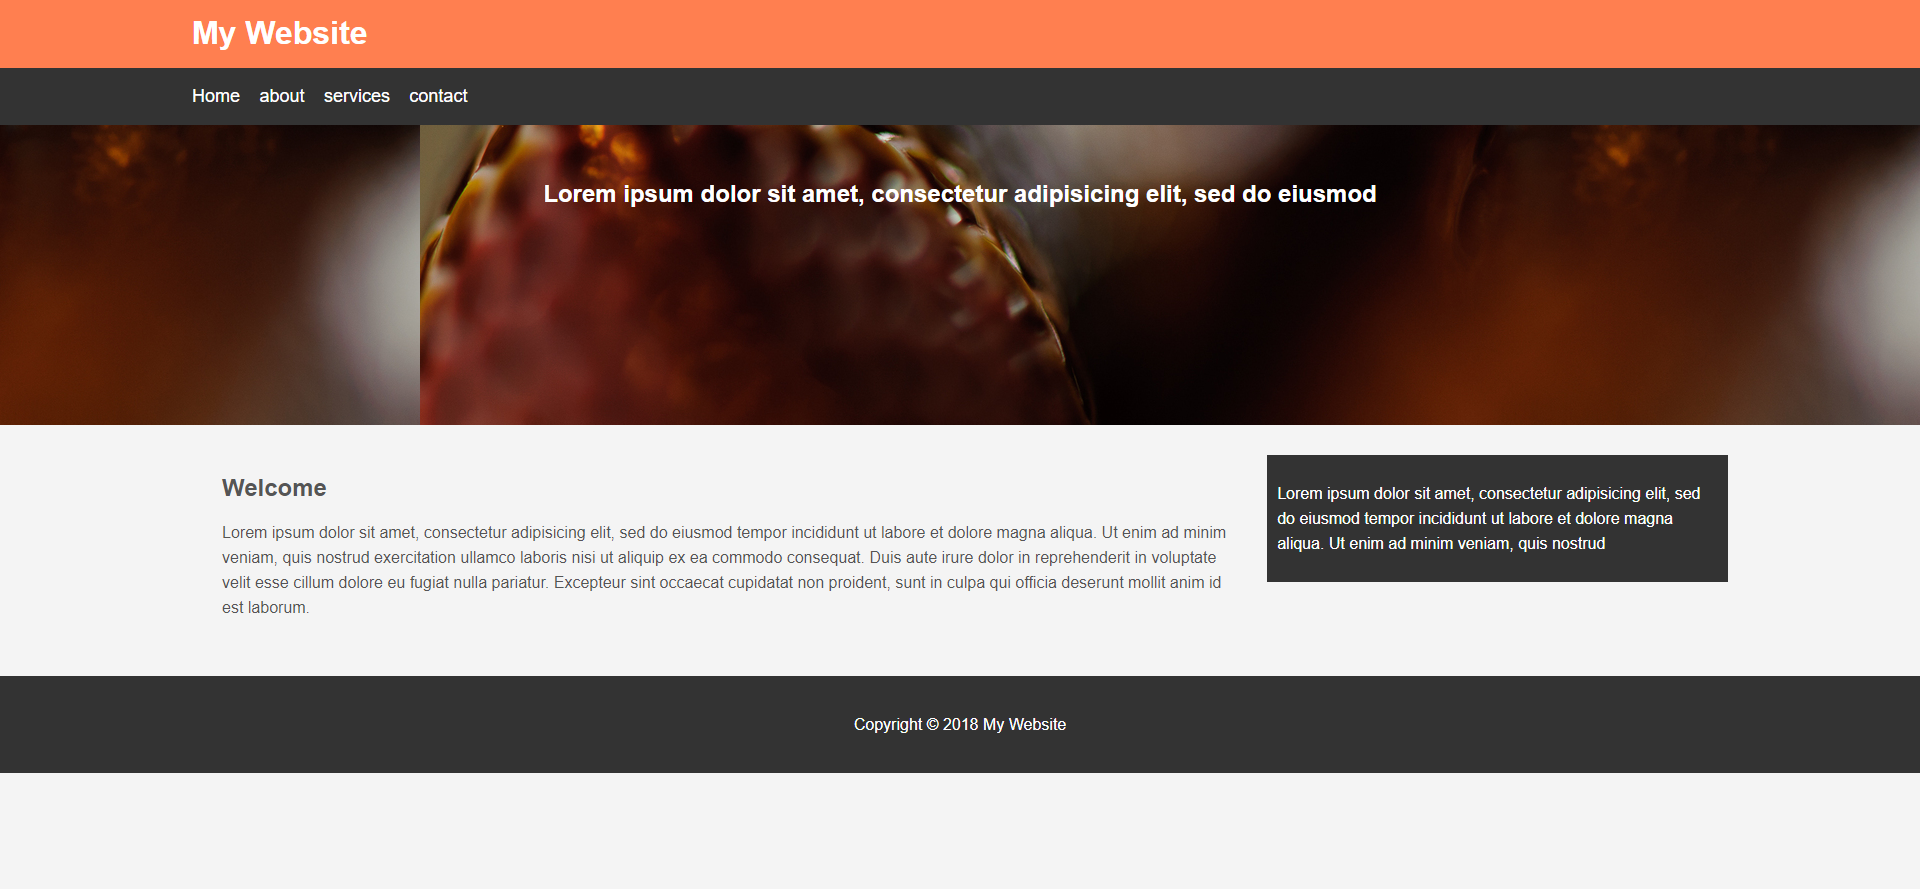 My Website
Home about services contact
Lorem ipsum dolor sit amet, consectetur adipisicing elit, sed do eiusmod
Welcome
Lorem ipsum dolor sit amet, consectetur adipisicing elit, sed do eiusmod tempor incididunt ut labore et dolore magna aliqua. Ut enim ad minim
veniam, quis nostrud exercitation ullamco laboris nisi ut aliquip ex ea commodo consequat. Duis aute irure dolor in reprehenderit in voluptate
velit esse cillum dolore eu fugiat nulla pariatur. Excepteur sint occaecat cupidatat non proident, sunt in culpa qui officia deserunt mollit anim id
est laborum.
Lorem ipsum dolor sit amet, consectetur adipisicing elit, sed
do eiusmod tempor incididunt ut labore et dolore magna
aliqua. Ut enim ad minim veniam, quis nostrud
Copyright © 2018 My Website